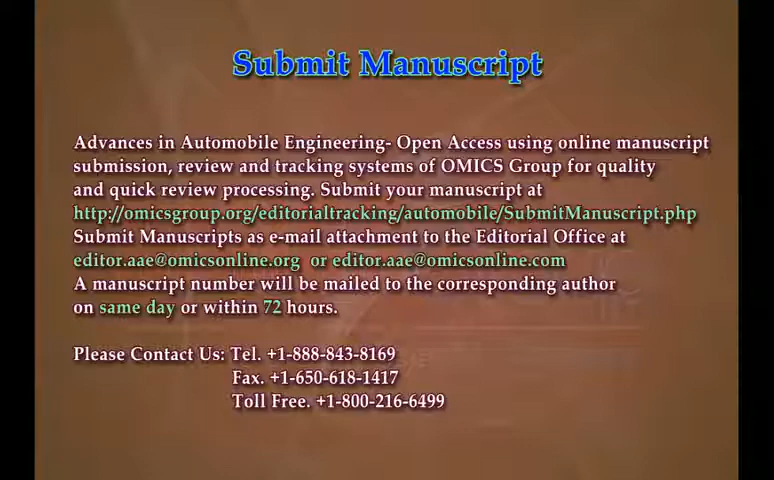 Submit Manuscript
Advances in Automobile Engineering- Open Access using online manuscript
submission, review and tracking systems of OMICS Group for quality
and quick review processing. Submit your manuscript at
http://omicsgroup.org/editorialtracking/automobile/SubmitManuscript.php
Submit Manuscripts as e-mail attachment to the Editorial Office at
editor.aae@omicsonline.org or editor.aae@omicsonline.com
A manuscript number will be mailed to the corresponding author
on same day or within 72 hours.
Please Contact Us: Tel. +1-888-843-8169
Fax. +1-650-618-1417
Toll Free. +1-800-216-6499